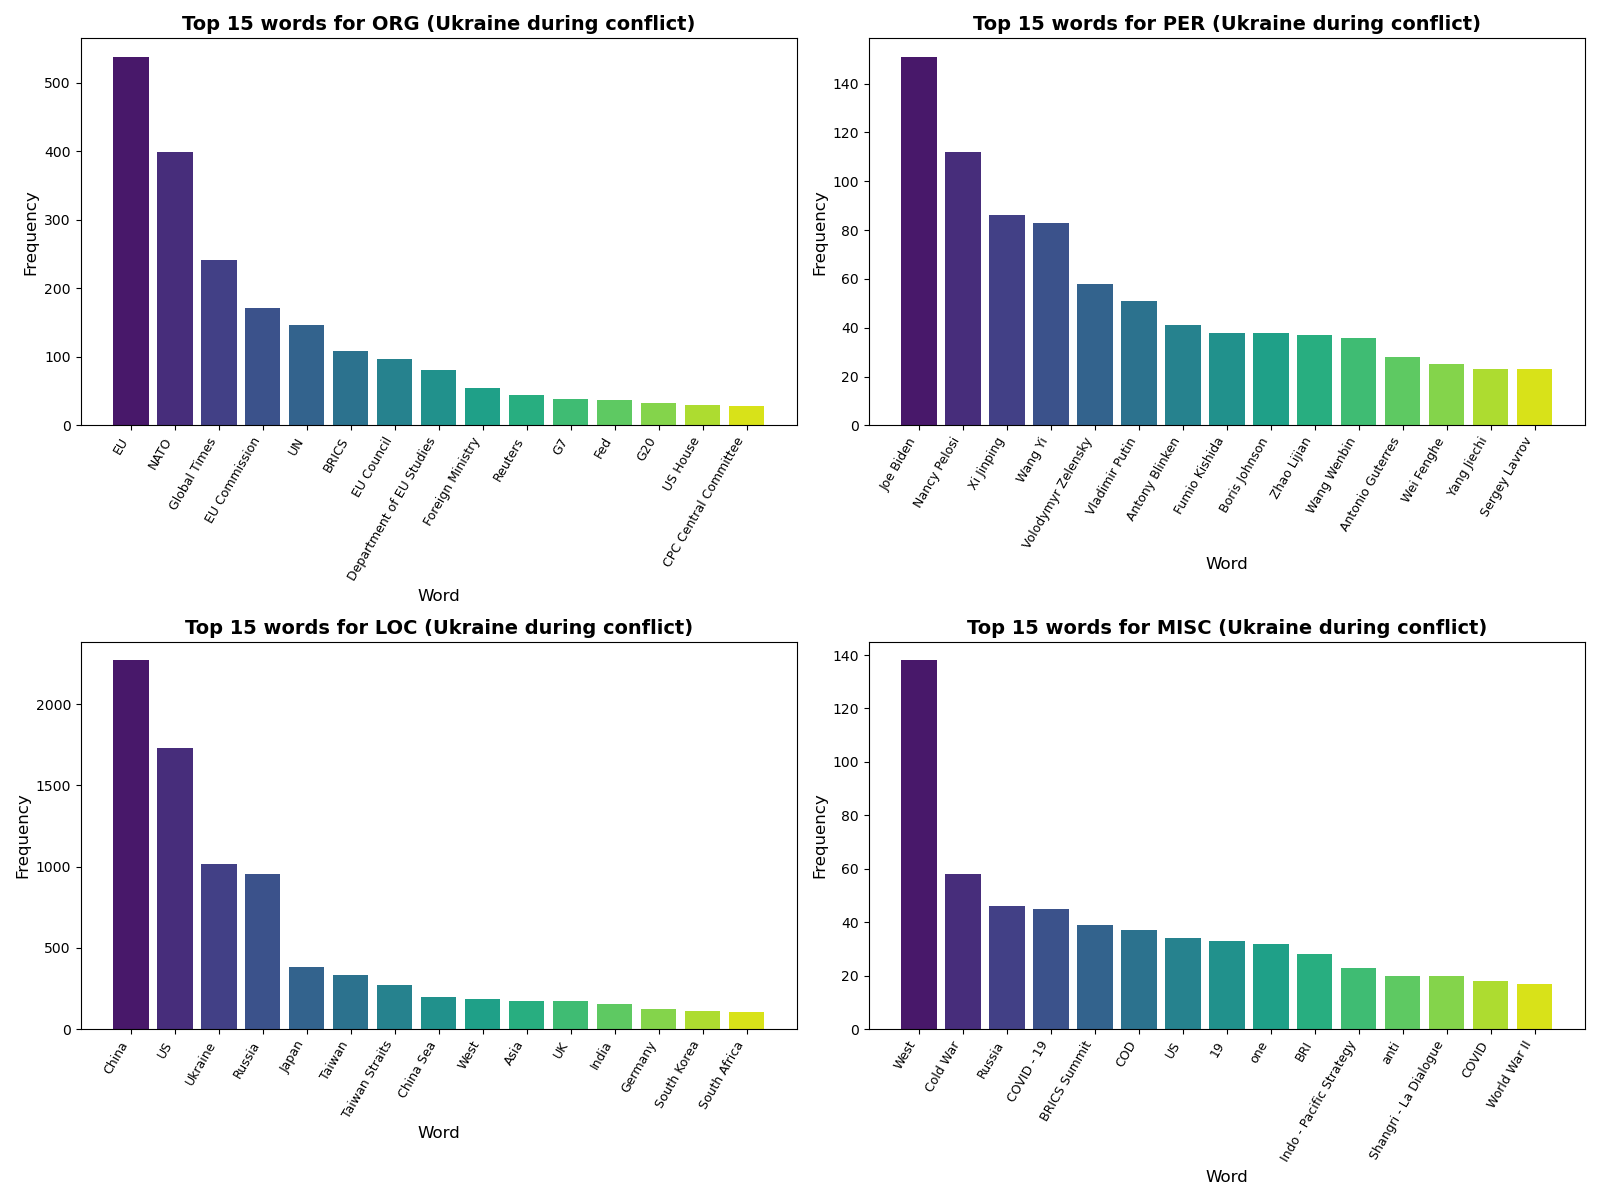 Top 15 words for ORG (Ukraine during conflict)
Frequency
500
400
300
200
100
0
EU
NATO
Global Times
EU Commission
UN
BRICS
EU Council
Department of EU Studies
Foreign Ministry
Reuters
G7
Fed
G20
US House
CPC Central Committee
Word
Top 15 words for PER (Ukraine during conflict)
Frequency
140
120
100
80
60
40
20
0
Joe Biden
Nancy Pelosi
Xi Jinping
Wang Yi
Volodymyr Zelensky
Vladimir Putin
Antony Blinken
Fumio Kishida
Boris Johnson
Zhao Lijian
Wang Wenbin
Antonio Guterres
Wei Fenghe
Yang Jiechi
Sergey Lavrov
Word
Top 15 words for LOC (Ukraine during conflict)
Frequency
2000
1500
1000
500
0
China
US
Ukraine
Russia
Japan
Taiwan
Taiwan Straits
China Sea
West
Asia
UK
India
Germany
South Korea
South Africa
Word
Top 15 words for MISC (Ukraine during conflict)
Frequency
140
120
100
80
60
40
20
0
West
Cold War
Russia
COVID - 19
BRICS Summit
COD
US
19
one
BRI
Indo - Pacific Strategy
anti
Shangri - La Dialogue
COVID
World War II
Word